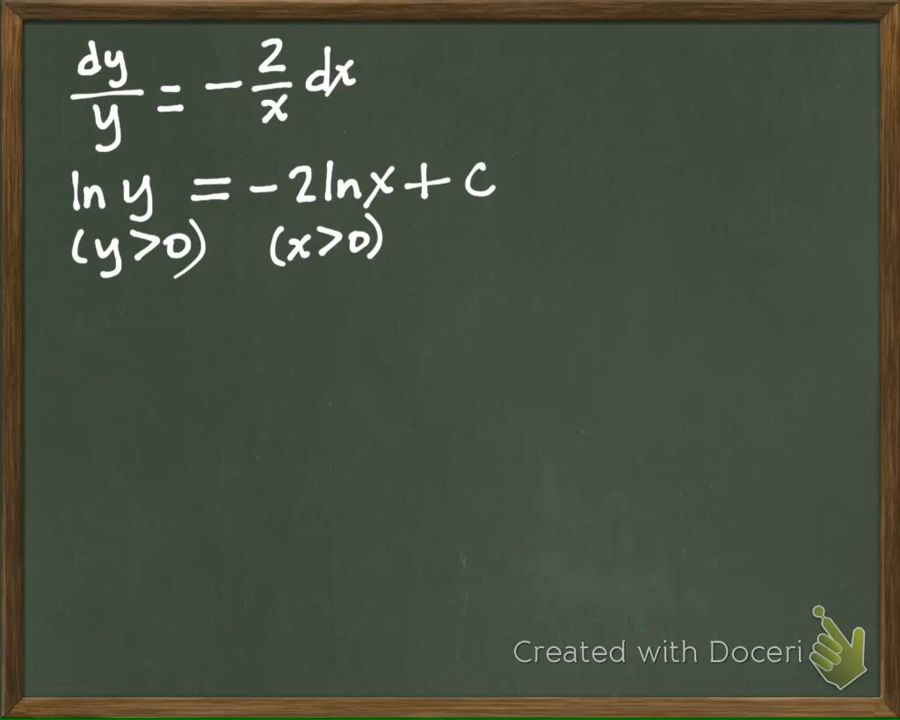 dy/y = - 2/x dx
ln y = -2 ln x + c
(y > 0) (x > 0)
Created with Doceri